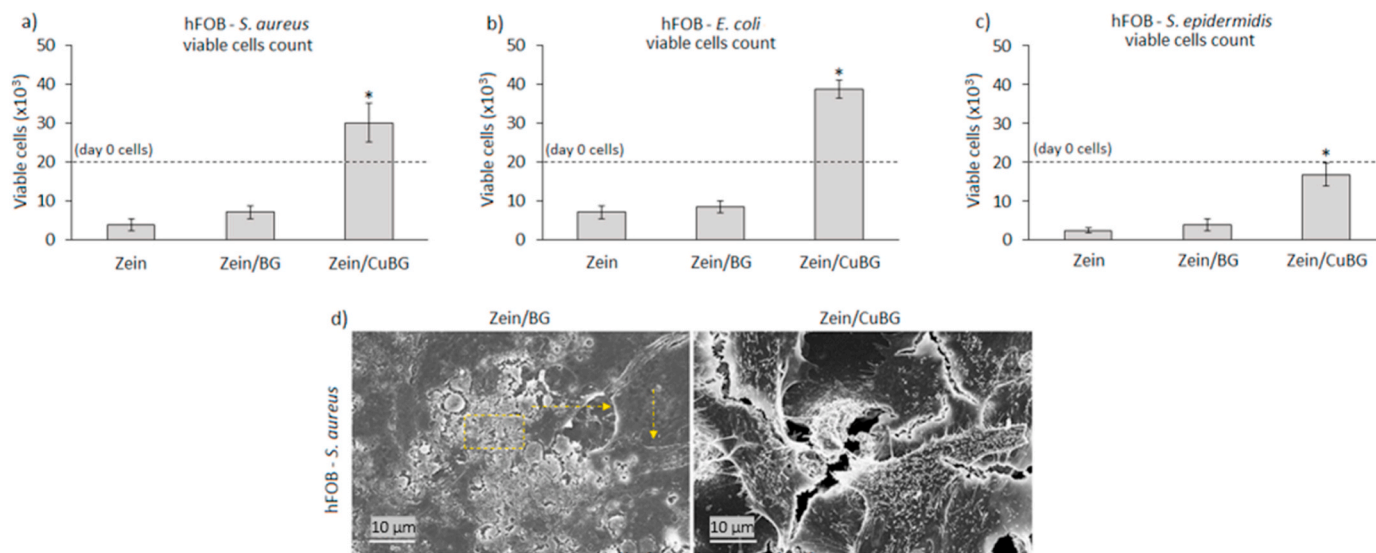 a)
hFOB - S. aureus
viable cells count
Viable cells (x10³)
50
40
30
20
10
0
(day 0 cells)
*
Zein
Zein/BG
Zein/CuBG
b)
hFOB - E. coli
viable cells count
Viable cells (x10³)
50
40
30
20
10
0
(day 0 cells)
*
Zein
Zein/BG
Zein/CuBG
c)
hFOB - S. epidermidis
viable cells count
Viable cells (x10³)
50
40
30
20
10
0
(day 0 cells)
*
Zein
Zein/BG
Zein/CuBG
d)
Zein/BG
Zein/CuBG
hFOB - S. aureus
10 µm
10 µm